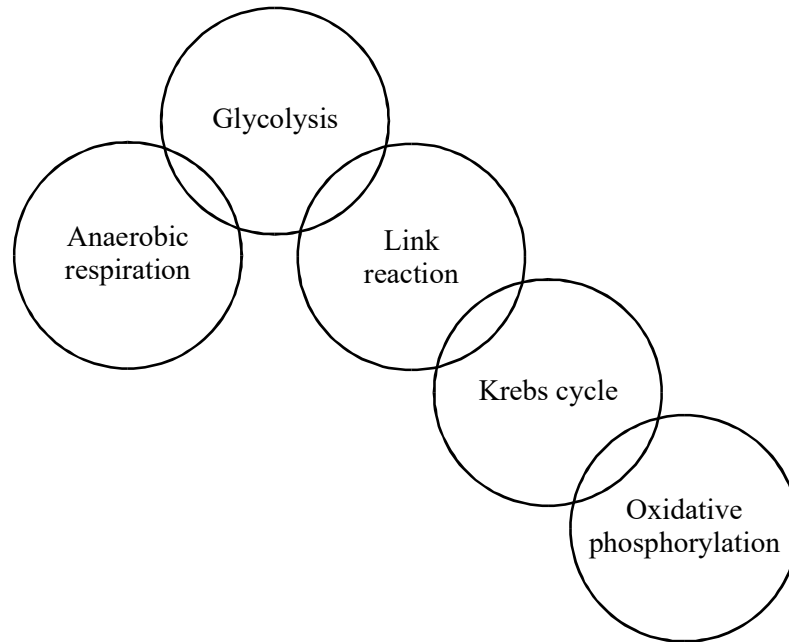 Glycolysis
Anaerobic
respiration
Link
reaction
Krebs cycle
Oxidative
phosphorylation